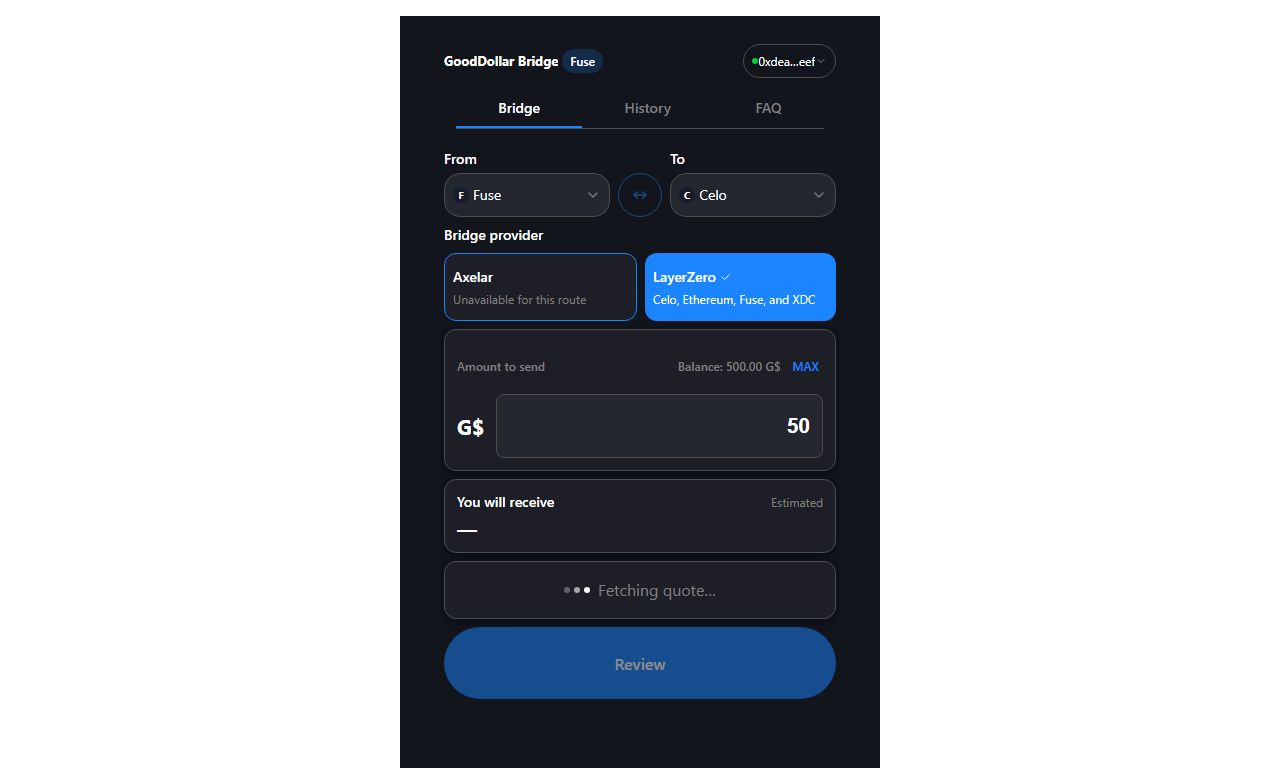 GoodDollar Bridge Fuse 0xdea...eef
Bridge History FAQ
From To
F Fuse C Celo
Bridge provider
Axelar LayerZero
Unavailable for this route Celo, Ethereum, Fuse, and XDC
Amount to send Balance: 500.00 G$ MAX
G$ 50
You will receive Estimated
—
Fetching quote...
Review